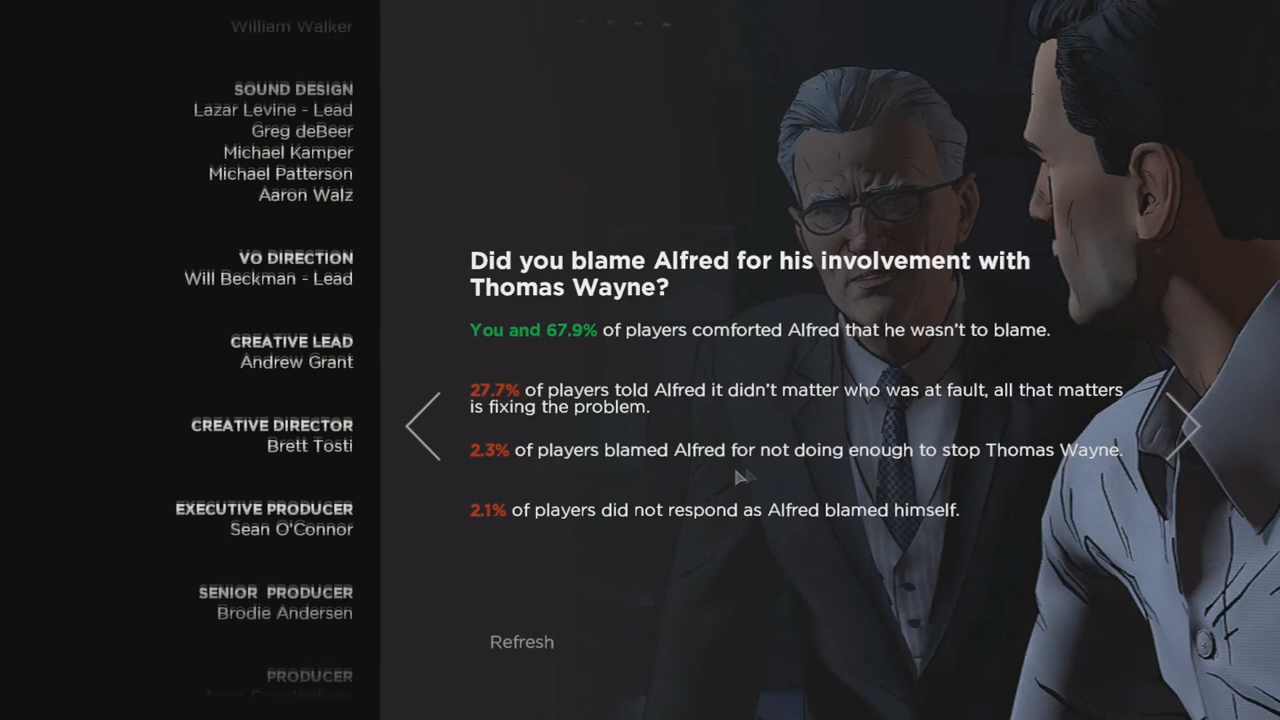 William Walker
SOUND DESIGN
Lazar Levine - Lead
Greg deBeer
Michael Kamper
Michael Patterson
Aaron Walz
VO DIRECTION
Will Beckman - Lead
CREATIVE LEAD
Andrew Grant
CREATIVE DIRECTOR
Brett Tosti
EXECUTIVE PRODUCER
Sean O'Connor
SENIOR PRODUCER
Brodie Andersen
PRODUCER
Did you blame Alfred for his involvement with
Thomas Wayne?
You and 67.9% of players comforted Alfred that he wasn't to blame.
27.7% of players told Alfred it didn't matter who was at fault, all that matters
is fixing the problem.
2.3% of players blamed Alfred for not doing enough to stop Thomas Wayne.
2.1% of players did not respond as Alfred blamed himself.
Refresh